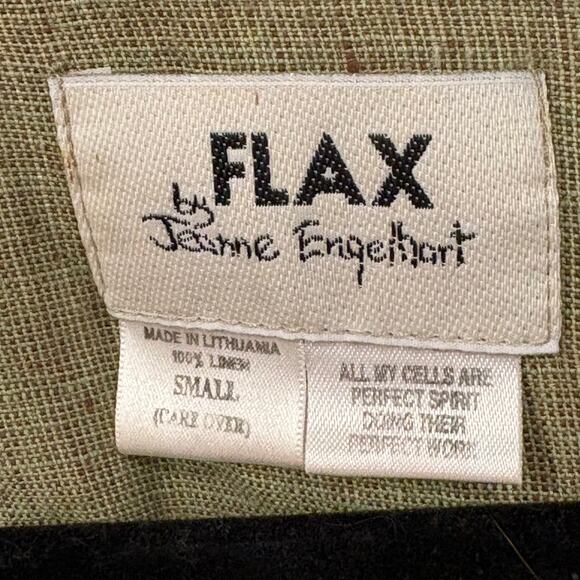 FLAX
by
Jeanne Engelhart
MADE IN LITHUANIA
100% LINEN
SMALL
(CARE OVER)
ALL MY CELLS ARE
PERFECT SPIRIT
DOING THEIR
PERFECT WORK